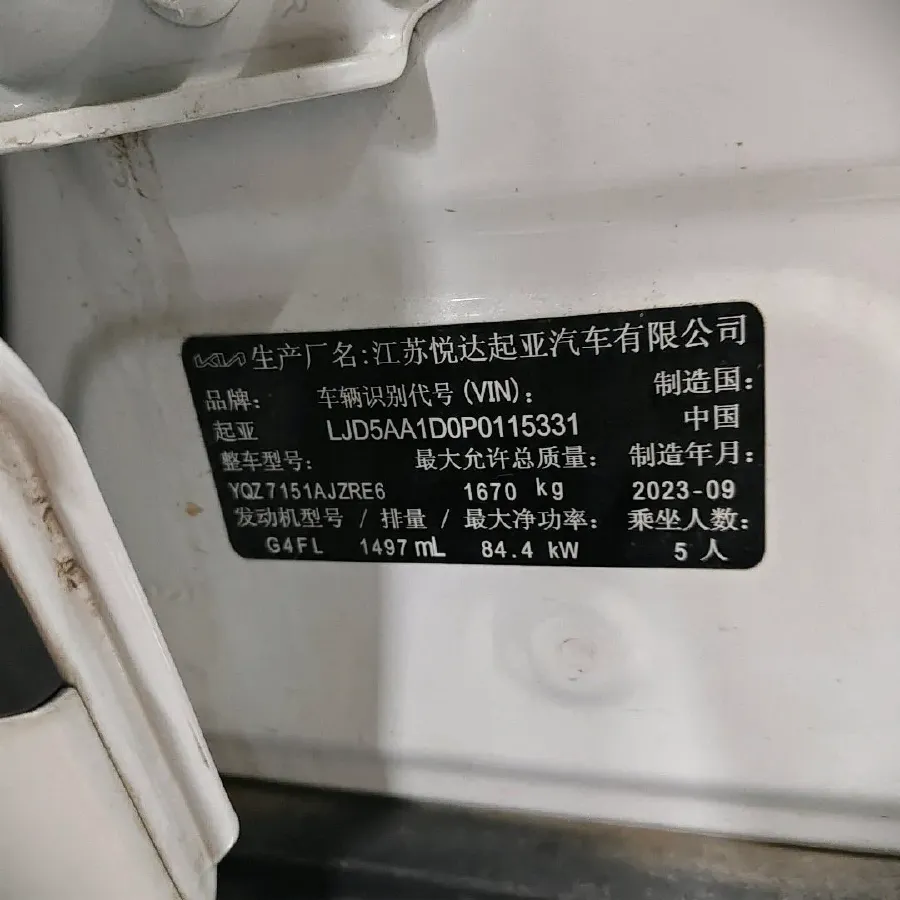 KIA 生产厂名:江苏悦达起亚汽车有限公司
品牌: 车辆识别代号(VIN): 制造国:
起亚 LJD5AA1D0P0115331 中国
整车型号: 最大允许总质量: 制造年月:
YQZ7151AJZRE6 1670 kg 2023-09
发动机型号 / 排量 / 最大净功率: 乘坐人数:
G4FL 1497 mL 84.4 kW 5 人